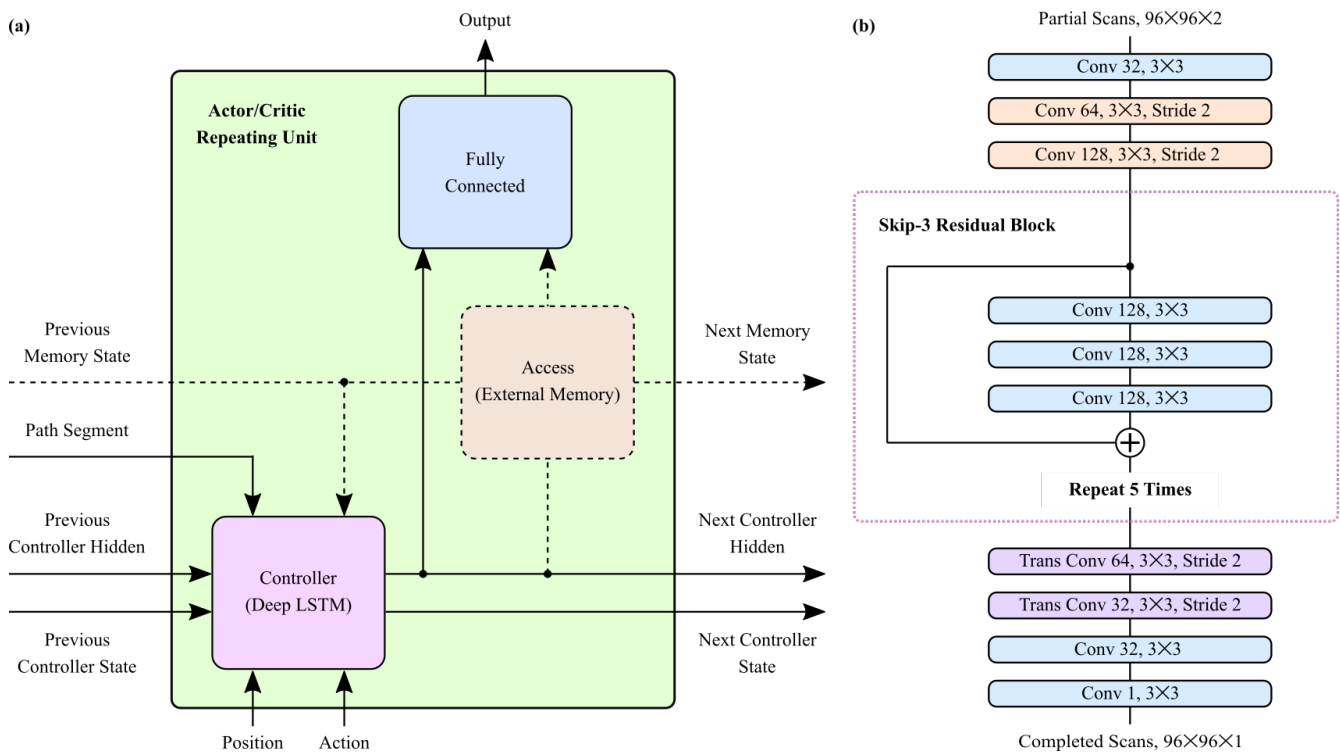 (a)
Output
Actor/Critic
Repeating Unit
Fully
Connected
Previous
Memory State
Access
(External Memory)
Next Memory
State
Path Segment
Previous
Controller Hidden
Controller
(Deep LSTM)
Next Controller
Hidden
Previous
Controller State
Next Controller
State
Position
Action
(b)
Partial Scans, 96×96×2
Conv 32, 3×3
Conv 64, 3×3, Stride 2
Conv 128, 3×3, Stride 2
Skip-3 Residual Block
Conv 128, 3×3
Conv 128, 3×3
Conv 128, 3×3
+
Repeat 5 Times
Trans Conv 64, 3×3, Stride 2
Trans Conv 32, 3×3, Stride 2
Conv 32, 3×3
Conv 1, 3×3
Completed Scans, 96×96×1